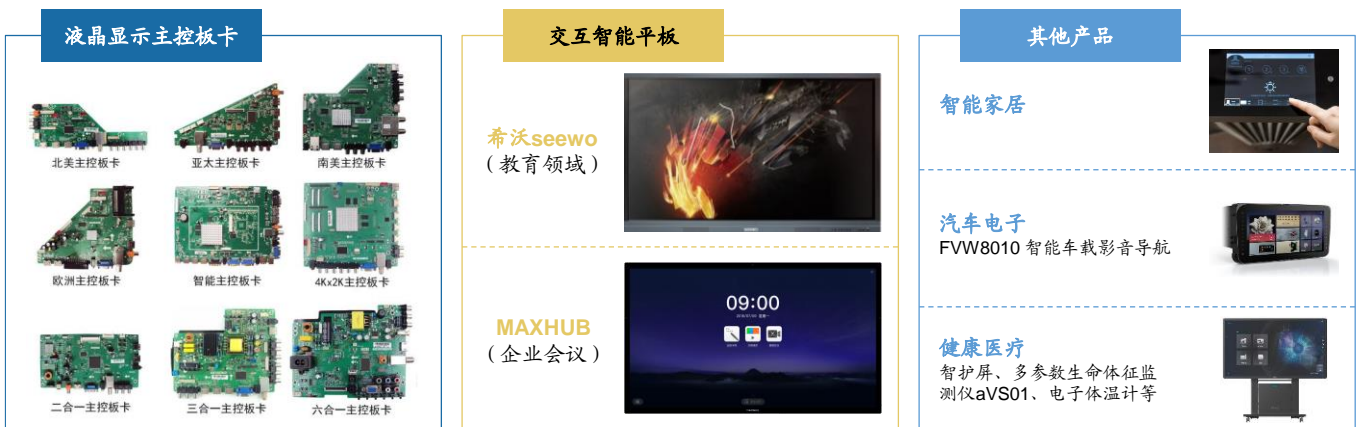 液晶显示主控板卡
北美主控板卡
亚太主控板卡
南美主控板卡
欧洲主控板卡
智能主控板卡
4Kx2K主控板卡
二合一主控板卡
三合一主控板卡
六合一主控板卡
交互智能平板
希沃seewo
（教育领域）
MAXHUB
（企业会议）
09:00
其他产品
智能家居
汽车电子
FVW8010 智能车载影音导航
健康医疗
智护屏、多参数生命体征监
测仪aVS01、电子体温计等